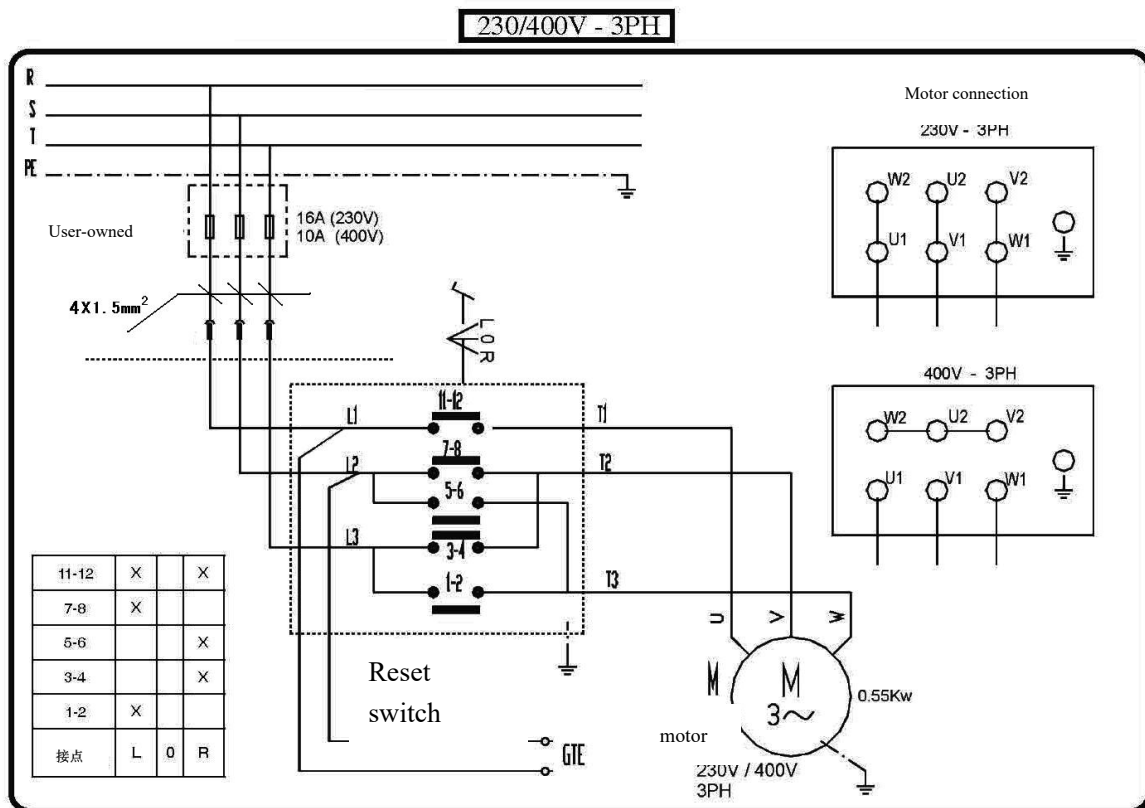 230/400V - 3PH
R
S
T
PE
User-owned
16A (230V)
10A (400V)
4X1.5mm²
L O R
11-12
L1
T1
7-8
L2
T2
5-6
L3
3-4
1-2
T3
U
V
W
Reset
switch
GTE
M
M
3~
0.55Kw
motor
230V / 400V
3PH
Motor connection
230V - 3PH
W2 U2 V2
U1 V1 W1
400V - 3PH
W2 U2 V2
U1 V1 W1
11-12 X X
7-8 X
5-6 X
3-4 X
1-2 X
接点 L 0 R